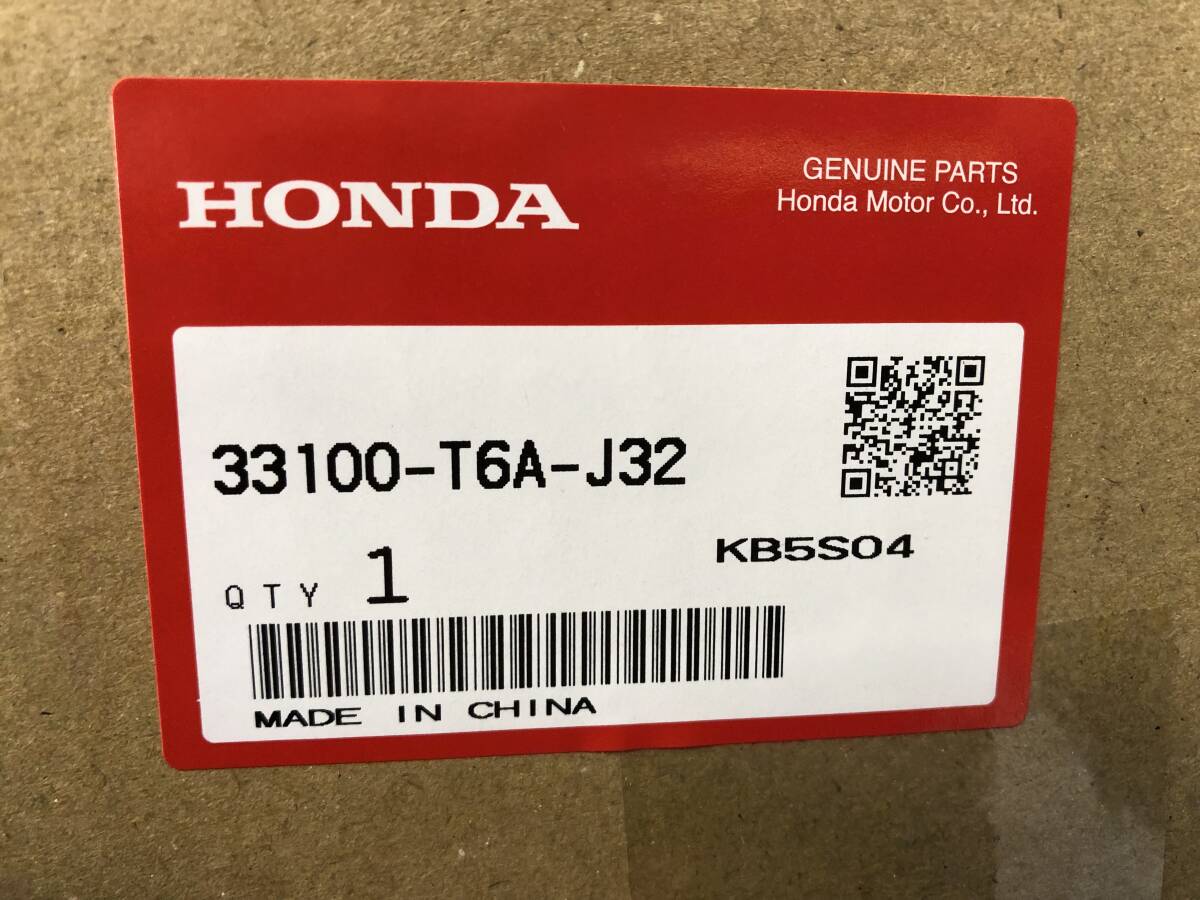 HONDA
GENUINE PARTS
Honda Motor Co., Ltd.
33100-T6A-J32
KB5S04
QTY 1
MADE IN CHINA